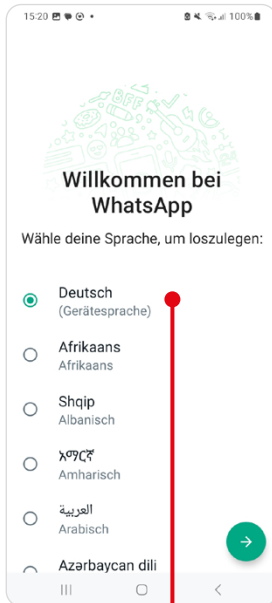 15:20 100%
BFF
Willkommen bei
WhatsApp
Wähle deine Sprache, um loszulegen:
Deutsch
(Gerätesprache)
Afrikaans
Afrikaans
Shqip
Albanisch
አማርኛ
Amharisch
العربية
Arabisch
Azərbaycan dili